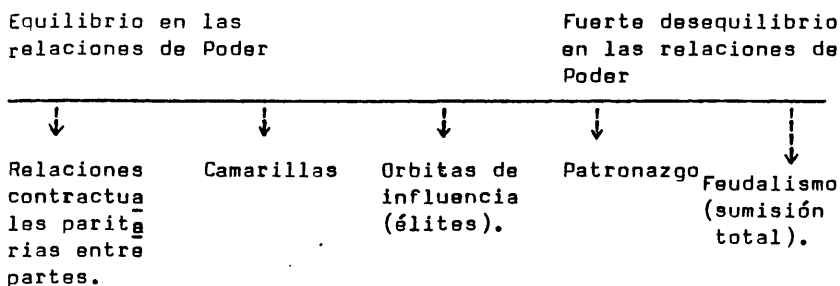 Equilibrio en las
relaciones de Poder
Fuerte desequilibrio
en las relaciones de
Poder
Relaciones
contractua
les parita
rias entre
partes.
Camarillas
Orbitas de
influencia
(élites).
Patronazgo
Feudalismo
(sumisión
total).